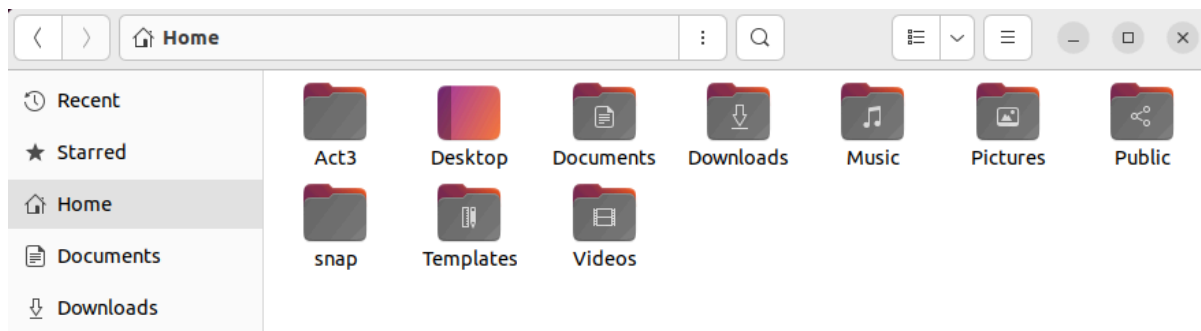 Home
Recent
Starred
Home
Documents
Downloads
Act3 Desktop Documents Downloads Music Pictures Public
snap Templates Videos